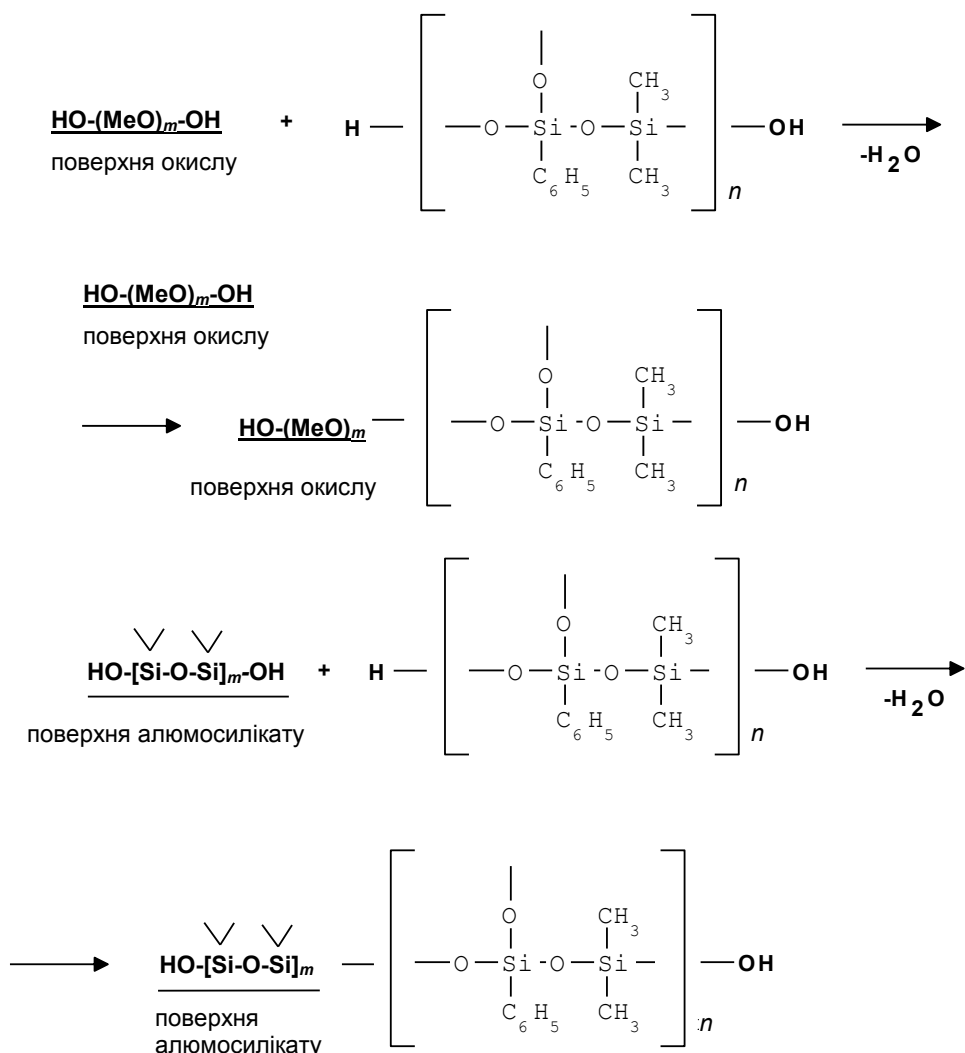 O
CH3
HO-(MeO)m-OH + H — — O — Si - O — Si — — OH
поверхня окислу
-H2O
C6H5 CH3 n
HO-(MeO)m-OH
поверхня окислу
O
CH3
HO-(MeO)m — — O — Si - O — Si — — OH
поверхня окислу
C6H5 CH3 n
O
CH3
HO-[Si-O-Si]m-OH + H — — O — Si - O — Si — — OH
-H2O
поверхня алюмосилікату
C6H5 CH3 n
O
CH3
HO-[Si-O-Si]m — — O — Si - O — Si — — OH
C6H5 CH3 n
поверхня
алюмосилікату